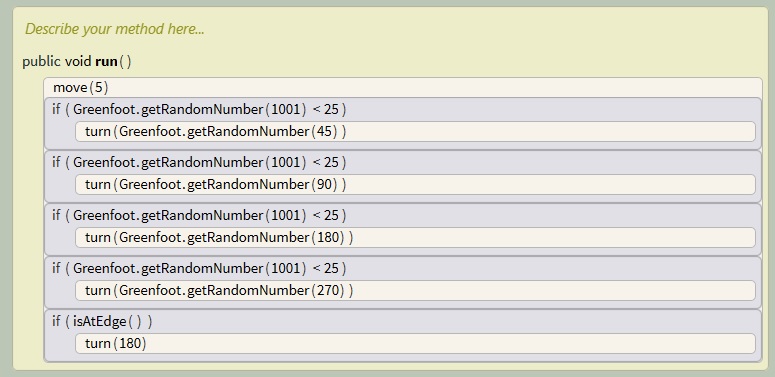 Describe your method here...
public void run()
move(5)
if ( Greenfoot.getRandomNumber(1001) < 25 )
turn(Greenfoot.getRandomNumber(45) )
if ( Greenfoot.getRandomNumber(1001) < 25 )
turn(Greenfoot.getRandomNumber(90) )
if ( Greenfoot.getRandomNumber(1001) < 25 )
turn(Greenfoot.getRandomNumber(180) )
if ( Greenfoot.getRandomNumber(1001) < 25 )
turn(Greenfoot.getRandomNumber(270) )
if ( isAtEdge( ) )
turn(180)